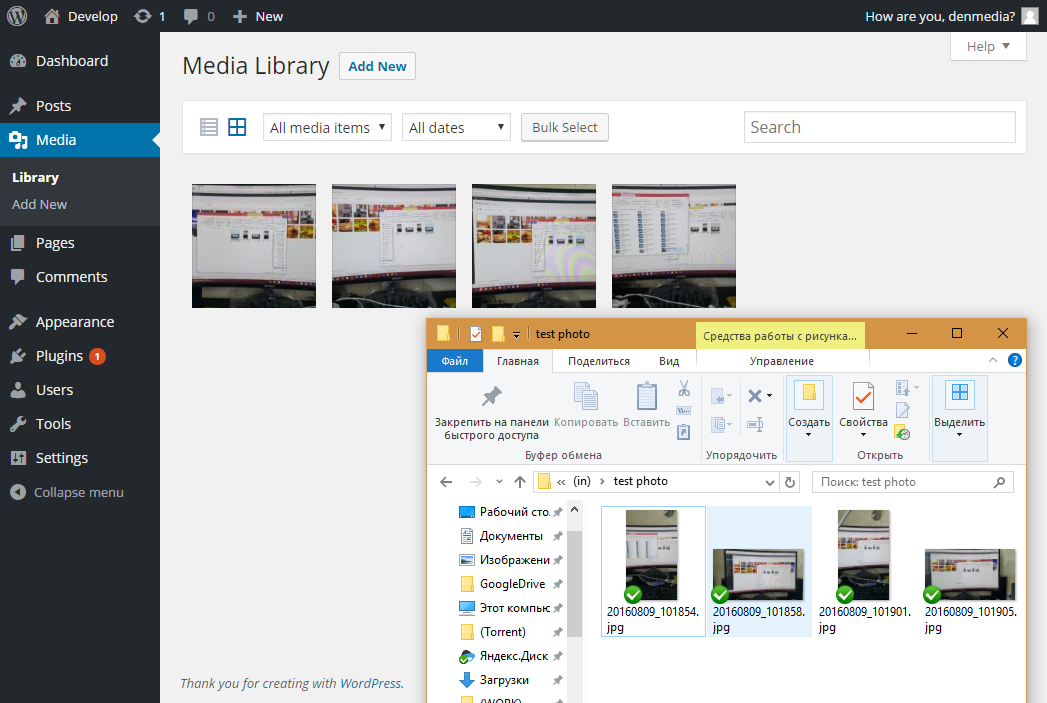 Develop 1 0 New How are you, denmedia?
Dashboard
Posts
Media
Library
Add New
Pages
Comments
Appearance
Plugins 1
Users
Tools
Settings
Collapse menu
Help
Media Library Add New
All media items All dates Bulk Select Search
Thank you for creating with WordPress.
test photo Средства работы с рисунка...
Файл Главная Поделиться Вид Управление
Закрепить на панели
быстрого доступа
Копировать
Вставить
Буфер обмена
Упорядочить
Создать
Свойства
Открыть
Выделить
« (in) › test photo
Поиск: test photo
Рабочий сто.
Документы
Изображени
GoogleDrive
Этот компьк
(Torrent)
Яндекс.Диск
Загрузки
(WORK)
20160809_101854.
jpg
20160809_101858.
jpg
20160809_101901.
jpg
20160809_101905.
jpg